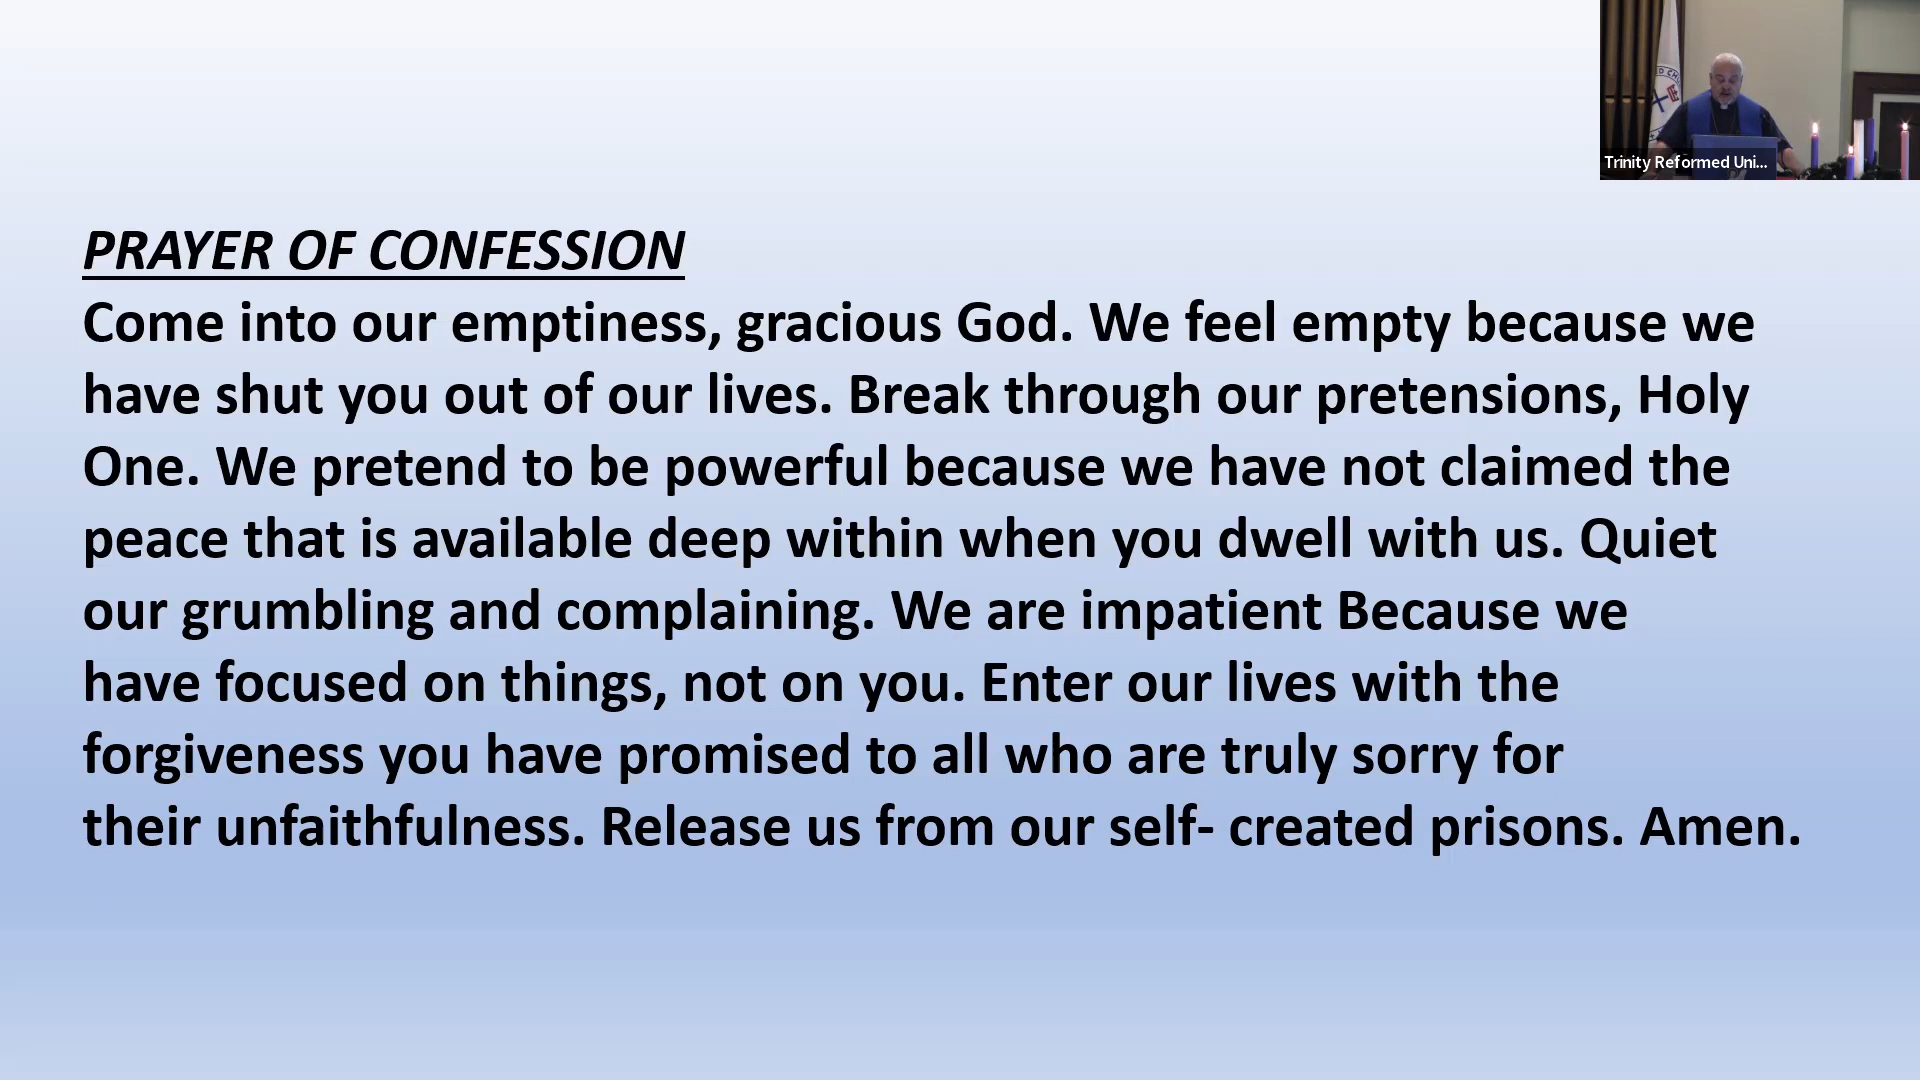 Trinity Reformed Uni...
PRAYER OF CONFESSION
Come into our emptiness, gracious God. We feel empty because we
have shut you out of our lives. Break through our pretensions, Holy
One. We pretend to be powerful because we have not claimed the
peace that is available deep within when you dwell with us. Quiet
our grumbling and complaining. We are impatient Because we
have focused on things, not on you. Enter our lives with the
forgiveness you have promised to all who are truly sorry for
their unfaithfulness. Release us from our self- created prisons. Amen.